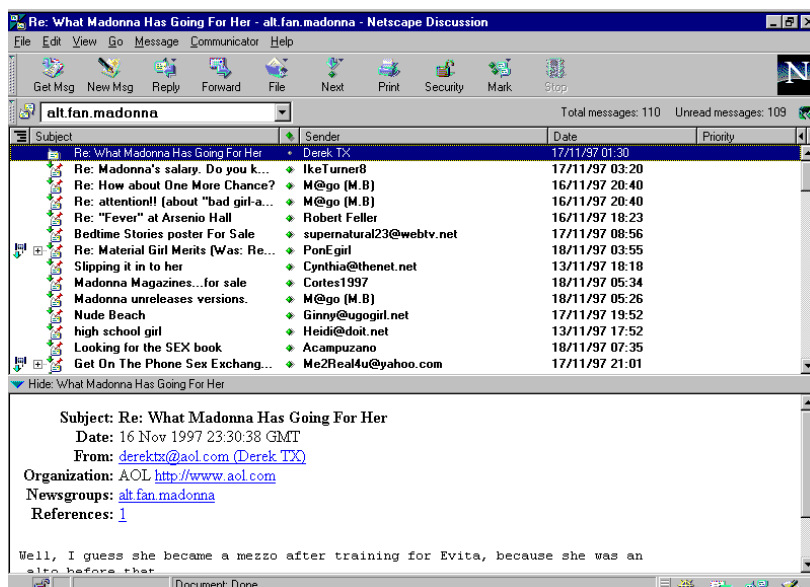 Re: What Madonna Has Going For Her - alt.fan.madonna - Netscape Discussion
File Edit View Go Message Communicator Help
Get Msg New Msg Reply Forward File Next Print Security Mark Stop
N
alt.fan.madonna Total messages: 110 Unread messages: 109
Subject Sender Date Priority
Re: What Madonna Has Going For Her Derek TX 17/11/97 01:30
Re: Madonna's salary. Do you k... IkeTurner8 17/11/97 03:20
Re: How about One More Chance? M@go (M.B) 16/11/97 20:40
Re: attention!! (about "bad girl-a... M@go (M.B) 16/11/97 20:40
Re: "Fever" at Arsenio Hall Robert Feller 16/11/97 18:23
Bedtime Stories poster For Sale supernatural23@webtv.net 17/11/97 08:56
Re: Material Girl Merits (Was: Re... PonEgirl 18/11/97 03:55
Slipping it in to her Cynthia@thenet.net 13/11/97 18:18
Madonna Magazines...for sale Cortes1997 18/11/97 05:34
Madonna unreleases versions. M@go (M.B) 18/11/97 05:26
Nude Beach Ginny@ugogirl.net 17/11/97 19:52
high school girl Heidi@doit.net 13/11/97 17:52
Looking for the SEX book Acampuzano 18/11/97 07:35
Get On The Phone Sex Exchang... Me2Real4u@yahoo.com 17/11/97 21:01
Hide: What Madonna Has Going For Her
Subject: Re: What Madonna Has Going For Her
Date: 16 Nov 1997 23:30:38 GMT
From: derektx@aol.com (Derek TX)
Organization: AOL http://www.aol.com
Newsgroups: alt.fan.madonna
References: 1
Well, I guess she became a mezzo after training for Evita, because she was an
alto before that
Document: Done